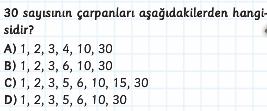 30 sayısının çarpanları aşağıdakilerden hangi-
sidir?
A) 1, 2, 3, 4, 10, 30
B) 1, 2, 3, 6, 10, 30
C) 1, 2, 3, 5, 6, 10, 15, 30
D) 1, 2, 3, 5, 6, 10, 30